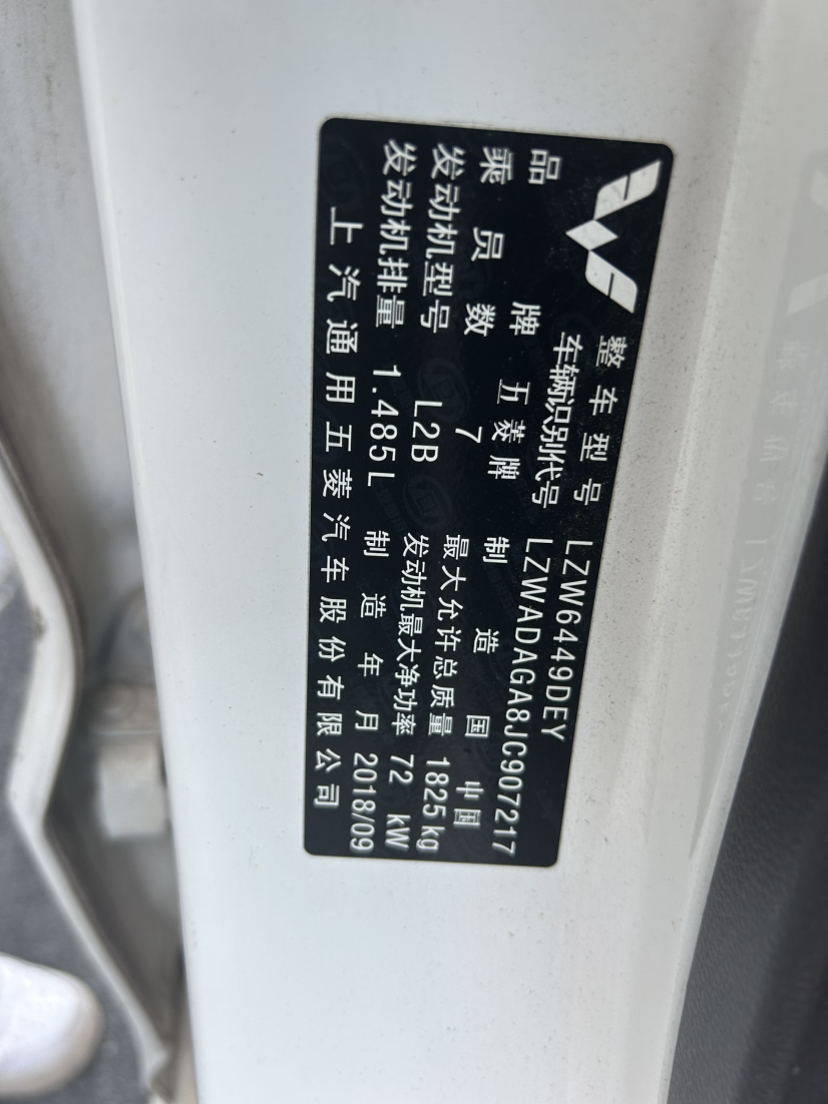 整车型号 LZW6449DEY
车辆识别代号 LZWADAGA8JC907217
品牌 五菱牌 制造国 中国
乘员数 7 最大允许总质量 1825kg
发动机型号 L2B 发动机最大净功率 72 kW
发动机排量 1.485L 制造年月 2018/09
上汽通用五菱汽车股份有限公司